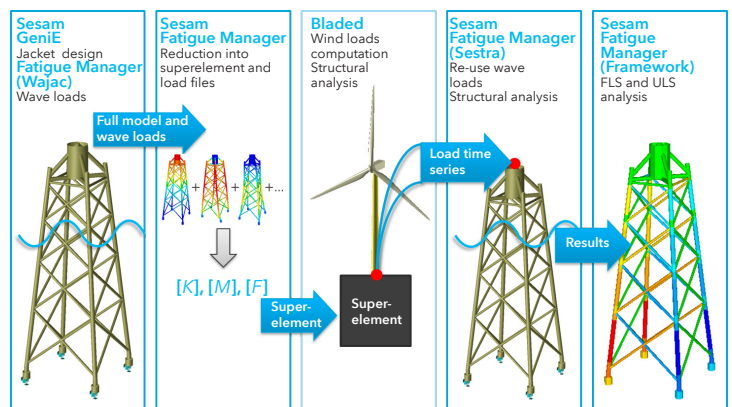 Sesam
GeniE
Jacket design
Fatigue Manager
(Wajac)
Wave loads
Full model and
wave loads
Sesam
Fatigue Manager
Reduction into
superelement and
load files
+
+
+...
[K], [M], [F]
Super-
element
Bladed
Wind loads
computation
Structural
analysis
Super-
element
Load time
series
Sesam
Fatigue Manager
(Sestra)
Re-use wave
loads
Structural analysis
Results
Sesam
Fatigue
Manager
(Framework)
FLS and ULS
analysis